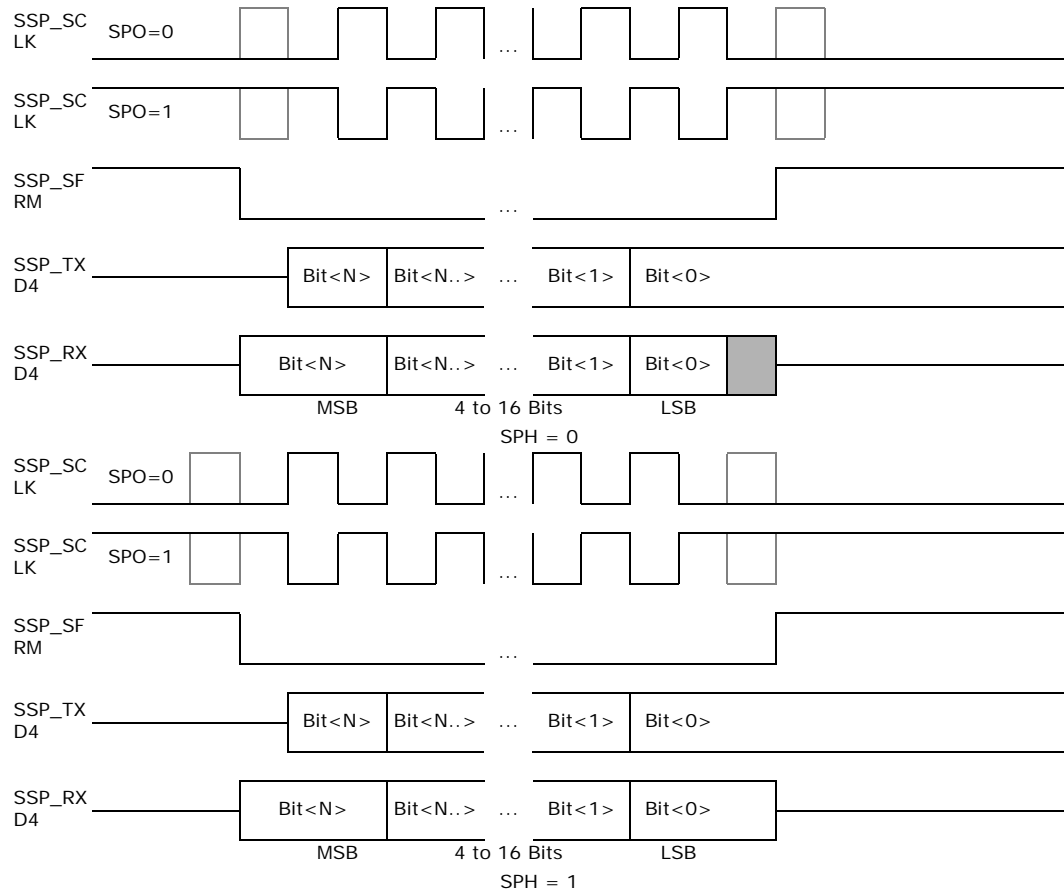 SSP_SC
LK
SPO=0
...
SSP_SC
LK
SPO=1
...
SSP_SF
RM
...
SSP_TX
D4
Bit<N> Bit<N..> ... Bit<1> Bit<0>
SSP_RX
D4
Bit<N> Bit<N..> ... Bit<1> Bit<0>
MSB 4 to 16 Bits LSB
SPH = 0
SSP_SC
LK
SPO=0
...
SSP_SC
LK
SPO=1
...
SSP_SF
RM
...
SSP_TX
D4
Bit<N> Bit<N..> ... Bit<1> Bit<0>
SSP_RX
D4
Bit<N> Bit<N..> ... Bit<1> Bit<0>
MSB 4 to 16 Bits LSB
SPH = 1